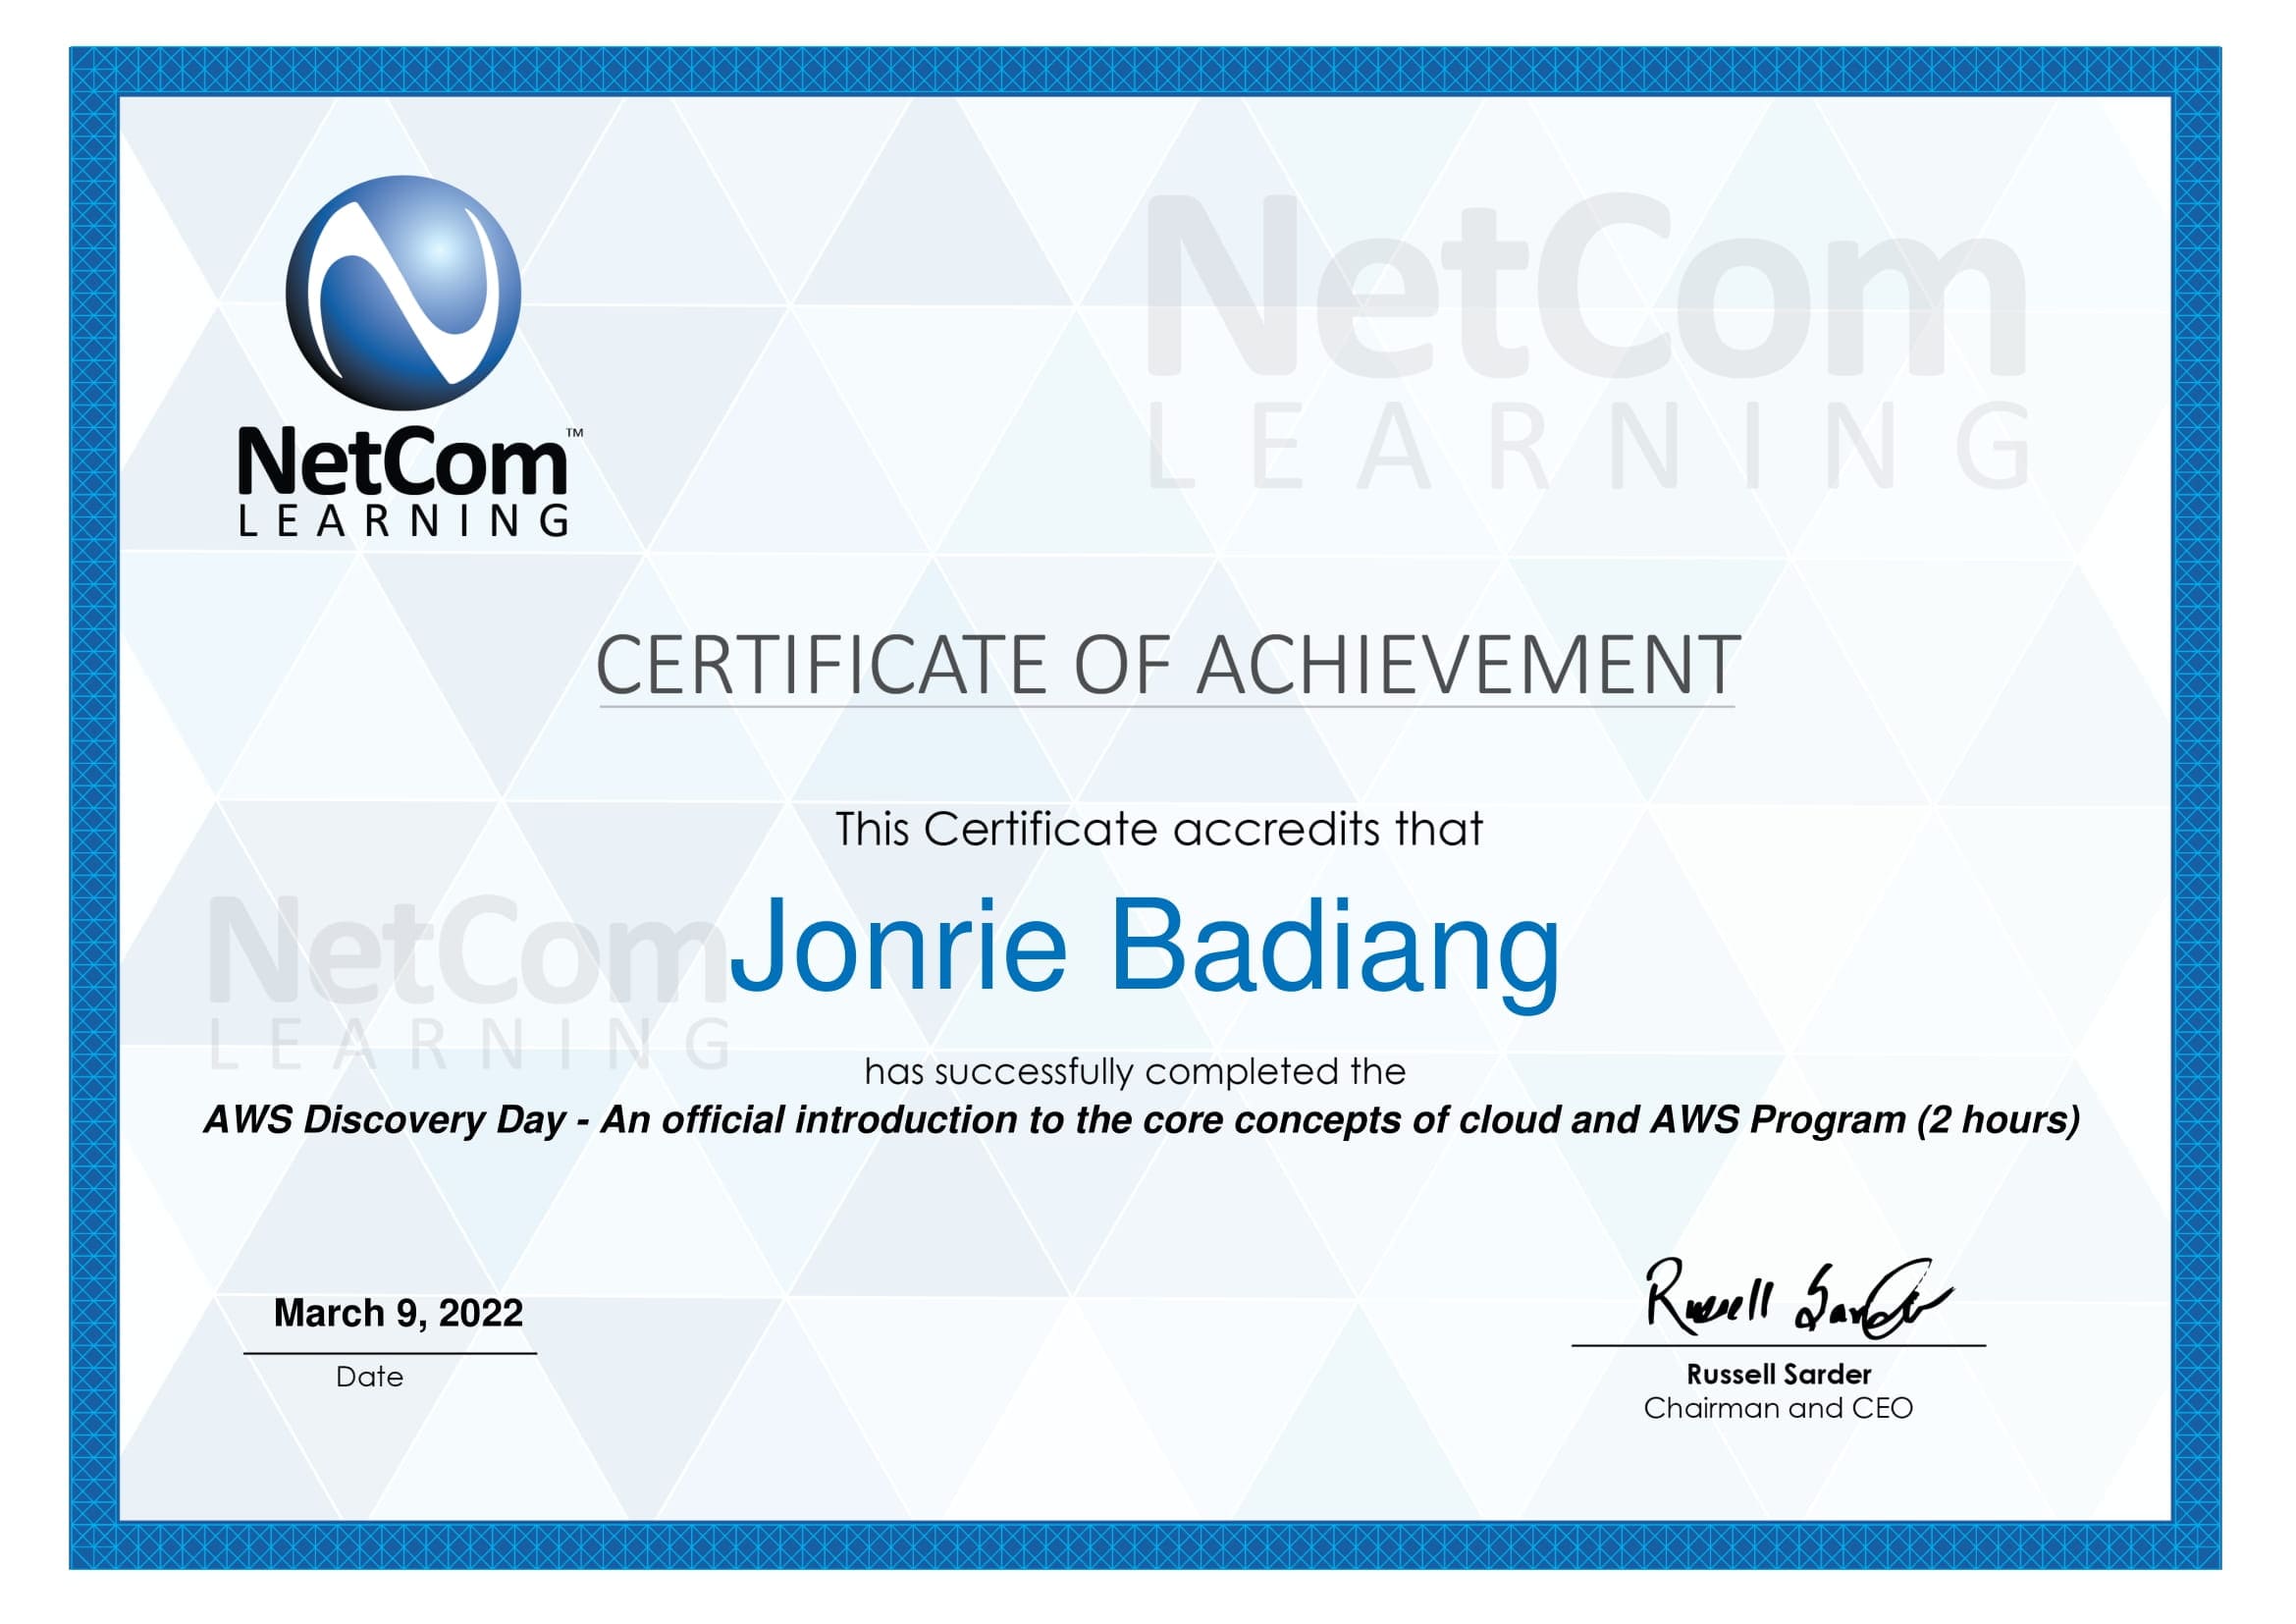 NetCom™
LEARNING
NetCom
LEARNING
CERTIFICATE OF ACHIEVEMENT
This Certificate accredits that
NetCom
LEARNING
Jonrie Badiang
has successfully completed the
AWS Discovery Day - An official introduction to the core concepts of cloud and AWS Program (2 hours)
March 9, 2022
Date
Russell Sarder
Russell Sarder
Chairman and CEO